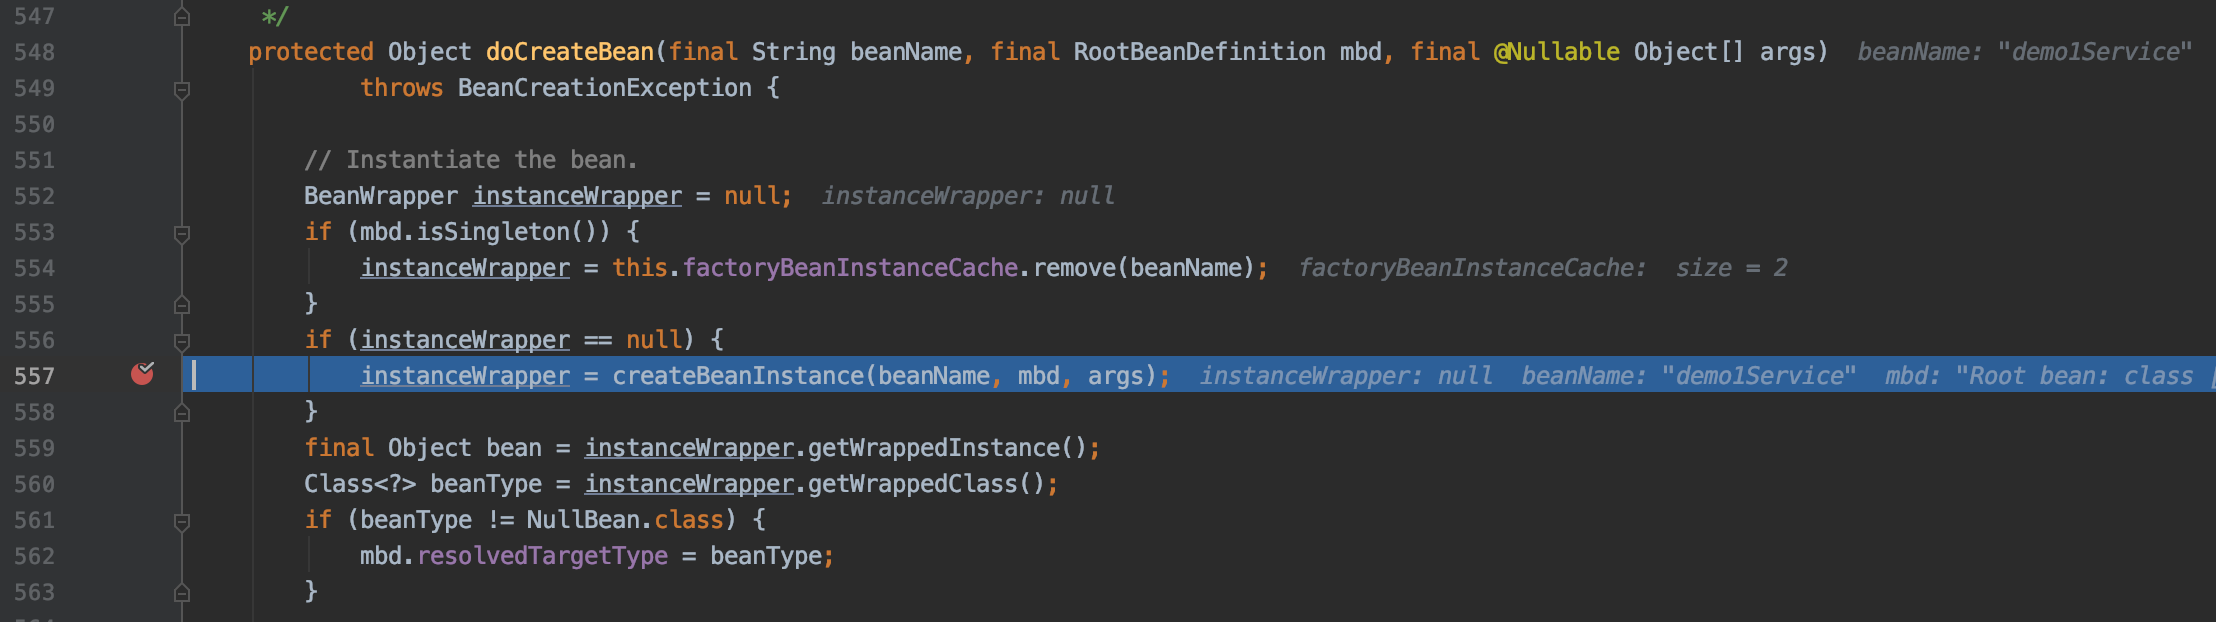 547 */
548 protected Object doCreateBean(final String beanName, final RootBeanDefinition mbd, final @Nullable Object[] args) beanName: "demo1Service"
549 throws BeanCreationException {
550
551 // Instantiate the bean.
552 BeanWrapper instanceWrapper = null; instanceWrapper: null
553 if (mbd.isSingleton()) {
554 instanceWrapper = this.factoryBeanInstanceCache.remove(beanName); factoryBeanInstanceCache: size = 2
555 }
556 if (instanceWrapper == null) {
557 instanceWrapper = createBeanInstance(beanName, mbd, args); instanceWrapper: null beanName: "demo1Service" mbd: "Root bean: class [
558 }
559 final Object bean = instanceWrapper.getWrappedInstance();
560 Class<?> beanType = instanceWrapper.getWrappedClass();
561 if (beanType != NullBean.class) {
562 mbd.resolvedTargetType = beanType;
563 }